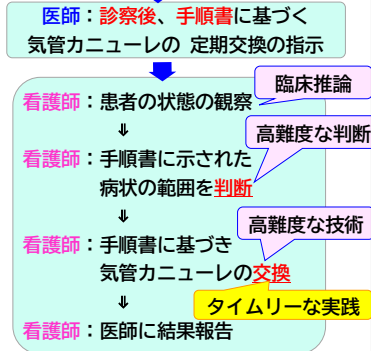 医師：診察後、手順書に基づく
気管カニューレの 定期交換の指示
臨床推論
看護師：患者の状態の観察
⇓
高難度な判断
看護師：手順書に示された
病状の範囲を判断
⇓
高難度な技術
看護師：手順書に基づき
気管カニューレの交換
⇓
タイムリーな実践
看護師：医師に結果報告